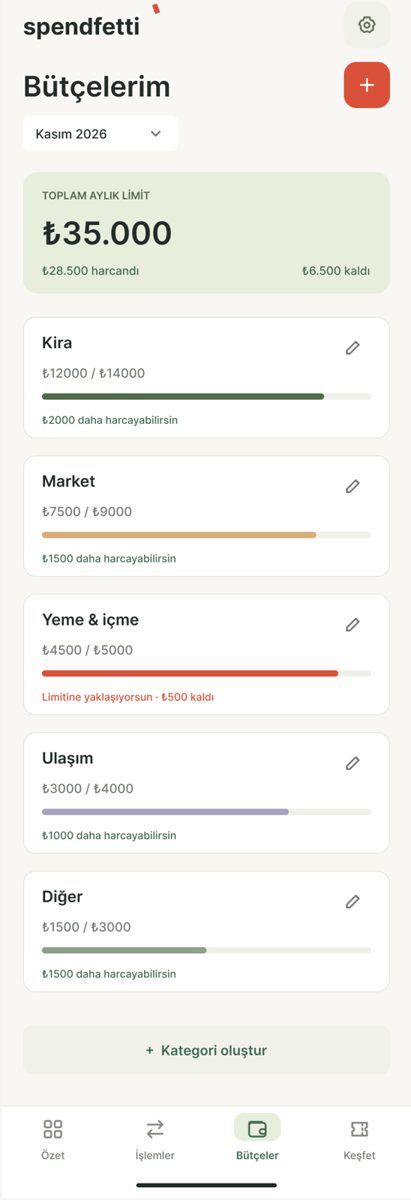 spendfetti
Bütçelerim
+
Kasım 2026
TOPLAM AYLIK LİMİT
₺35.000
₺28.500 harcandı
₺6.500 kaldı
Kira
₺12000 / ₺14000
₺2000 daha harcayabilirsin
Market
₺7500 / ₺9000
₺1500 daha harcayabilirsin
Yeme & içme
₺4500 / ₺5000
Limitine yaklaşıyorsun · ₺500 kaldı
Ulaşım
₺3000 / ₺4000
₺1000 daha harcayabilirsin
Diğer
₺1500 / ₺3000
₺1500 daha harcayabilirsin
+ Kategori oluştur
Özet
İşlemler
Bütçeler
Keşfet